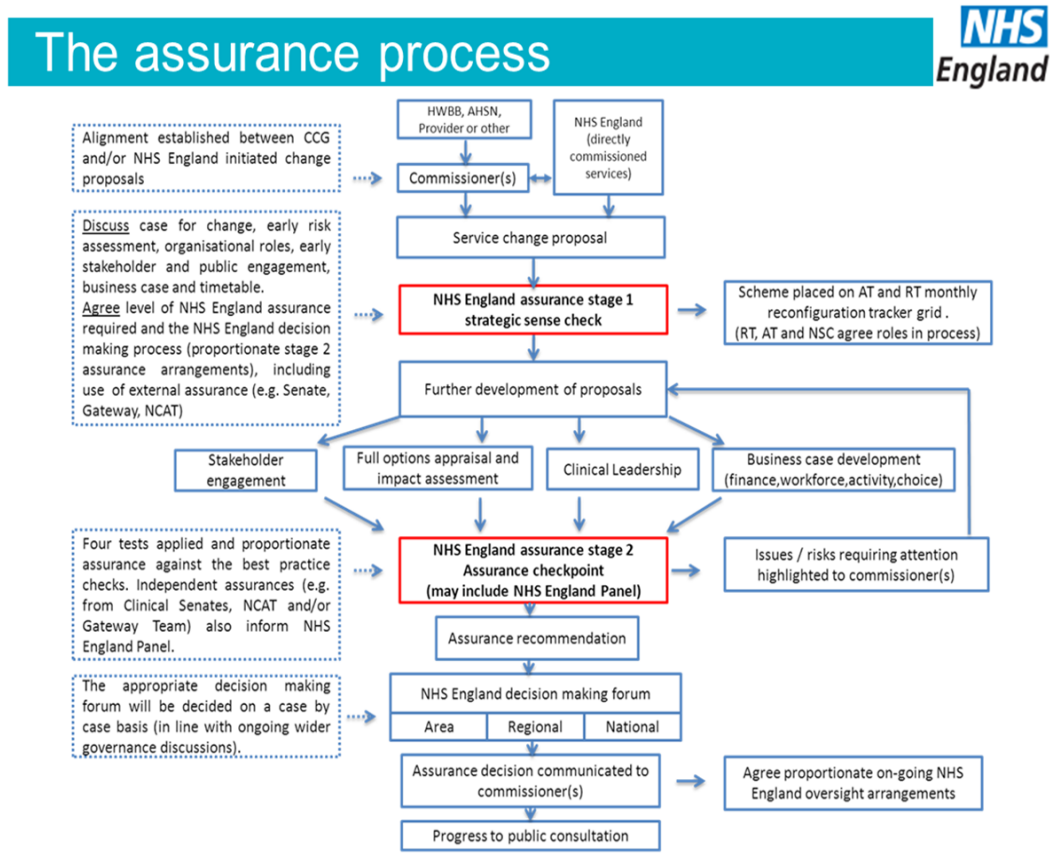 The assurance process
NHS
England
HWBB, AHSN,
Provider or other
NHS England
(directly
commissioned
services)
Alignment established between CCG
and/or NHS England initiated change
proposals
Commissioner(s)
Service change proposal
Discuss case for change, early risk
assessment, organisational roles, early
stakeholder and public engagement,
business case and timetable.
Agree level of NHS England assurance
required and the NHS England decision
making process (proportionate stage 2
assurance arrangements), including
use of external assurance (e.g. Senate,
Gateway, NCAT)
NHS England assurance stage 1
strategic sense check
Scheme placed on AT and RT monthly
reconfiguration tracker grid .
(RT, AT and NSC agree roles in process)
Further development of proposals
Stakeholder
engagement
Full options appraisal and
impact assessment
Clinical Leadership
Business case development
(finance,workforce,activity,choice)
Four tests applied and proportionate
assurance against the best practice
checks. Independent assurances (e.g.
from Clinical Senates, NCAT and/or
Gateway Team) also inform NHS
England Panel.
NHS England assurance stage 2
Assurance checkpoint
(may include NHS England Panel)
Issues / risks requiring attention
highlighted to commissioner(s)
Assurance recommendation
The appropriate decision making
forum will be decided on a case by
case basis (in line with ongoing wider
governance discussions).
NHS England decision making forum
Area Regional National
Assurance decision communicated to
commissioner(s)
Agree proportionate on-going NHS
England oversight arrangements
Progress to public consultation